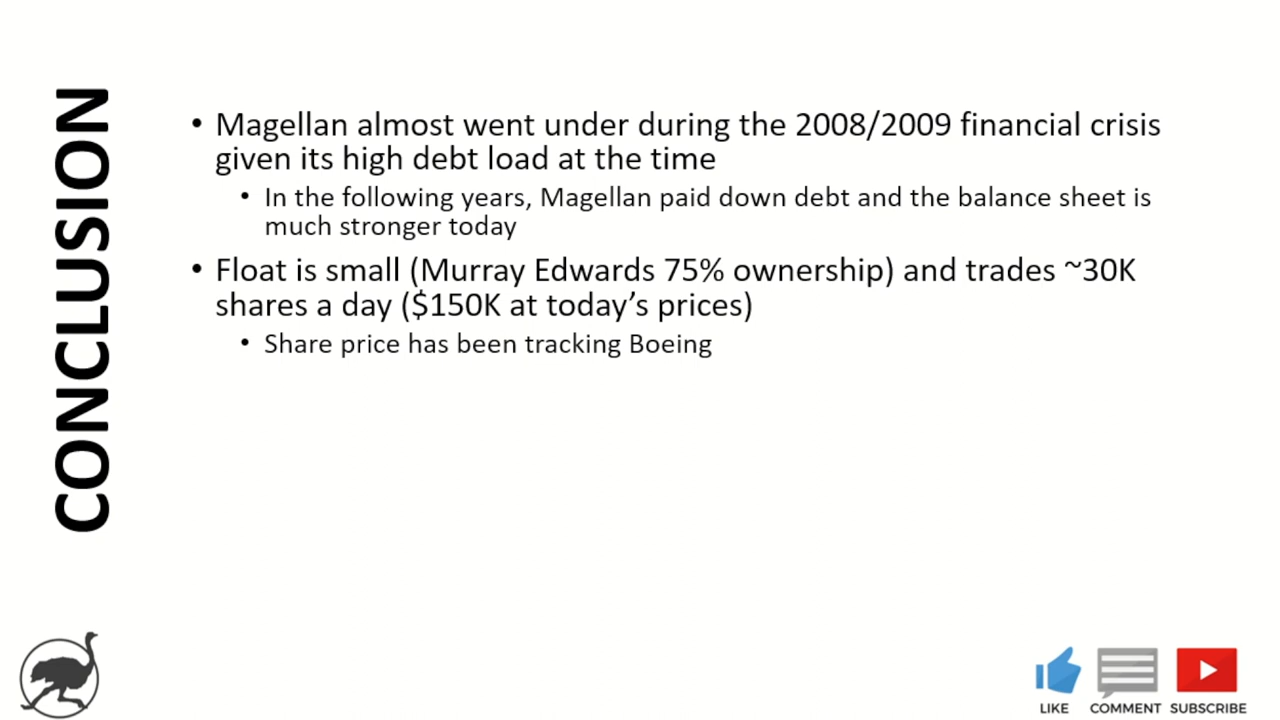 CONCLUSION
• Magellan almost went under during the 2008/2009 financial crisis
given its high debt load at the time
• In the following years, Magellan paid down debt and the balance sheet is
much stronger today
• Float is small (Murray Edwards 75% ownership) and trades ~30K
shares a day ($150K at today’s prices)
• Share price has been tracking Boeing
LIKE COMMENT SUBSCRIBE